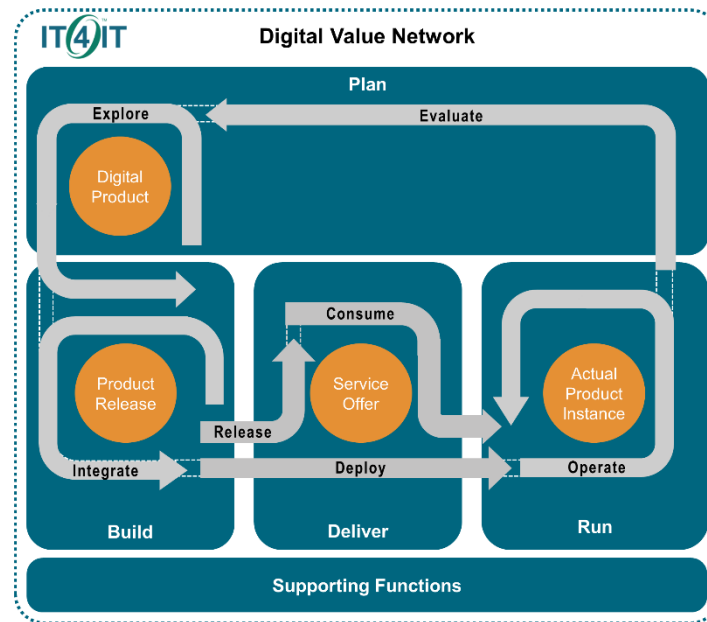 IT4IT™
Digital Value Network
Plan
Explore
Evaluate
Digital
Product
Consume
Product
Release
Service
Offer
Actual
Product
Instance
Release
Integrate
Deploy
Operate
Build
Deliver
Run
Supporting Functions